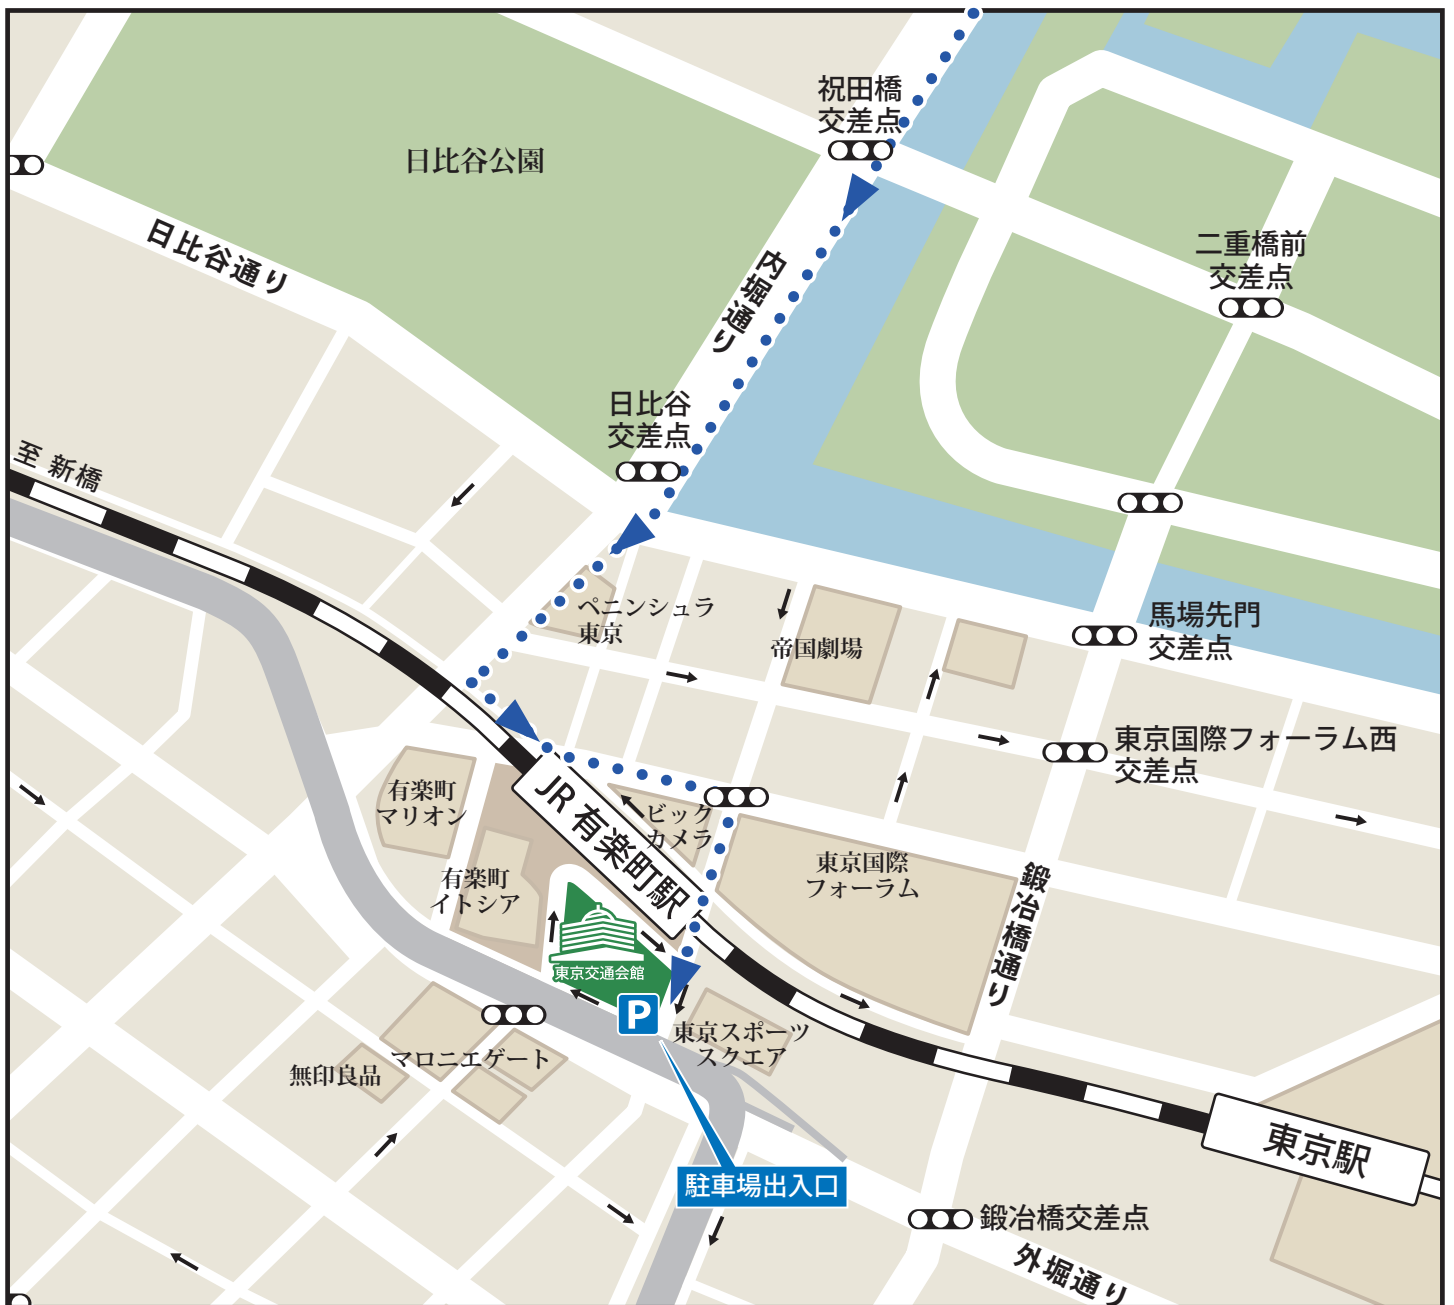 祝田橋
交差点
日比谷公園
日比谷通り
内堀通り
二重橋前
交差点
日比谷
交差点
至 新橋
ペニンシュラ
東京
帝国劇場
馬場先門
交差点
東京国際フォーラム西
交差点
有楽町
マリオン
JR 有楽町駅
ビック
カメラ
東京国際
フォーラム
有楽町
イトシア
鍛冶橋通り
東京交通会館
P
東京スポーツ
スクエア
マロニエゲート
無印良品
東京駅
駐車場出入口
鍛冶橋交差点
外堀通り